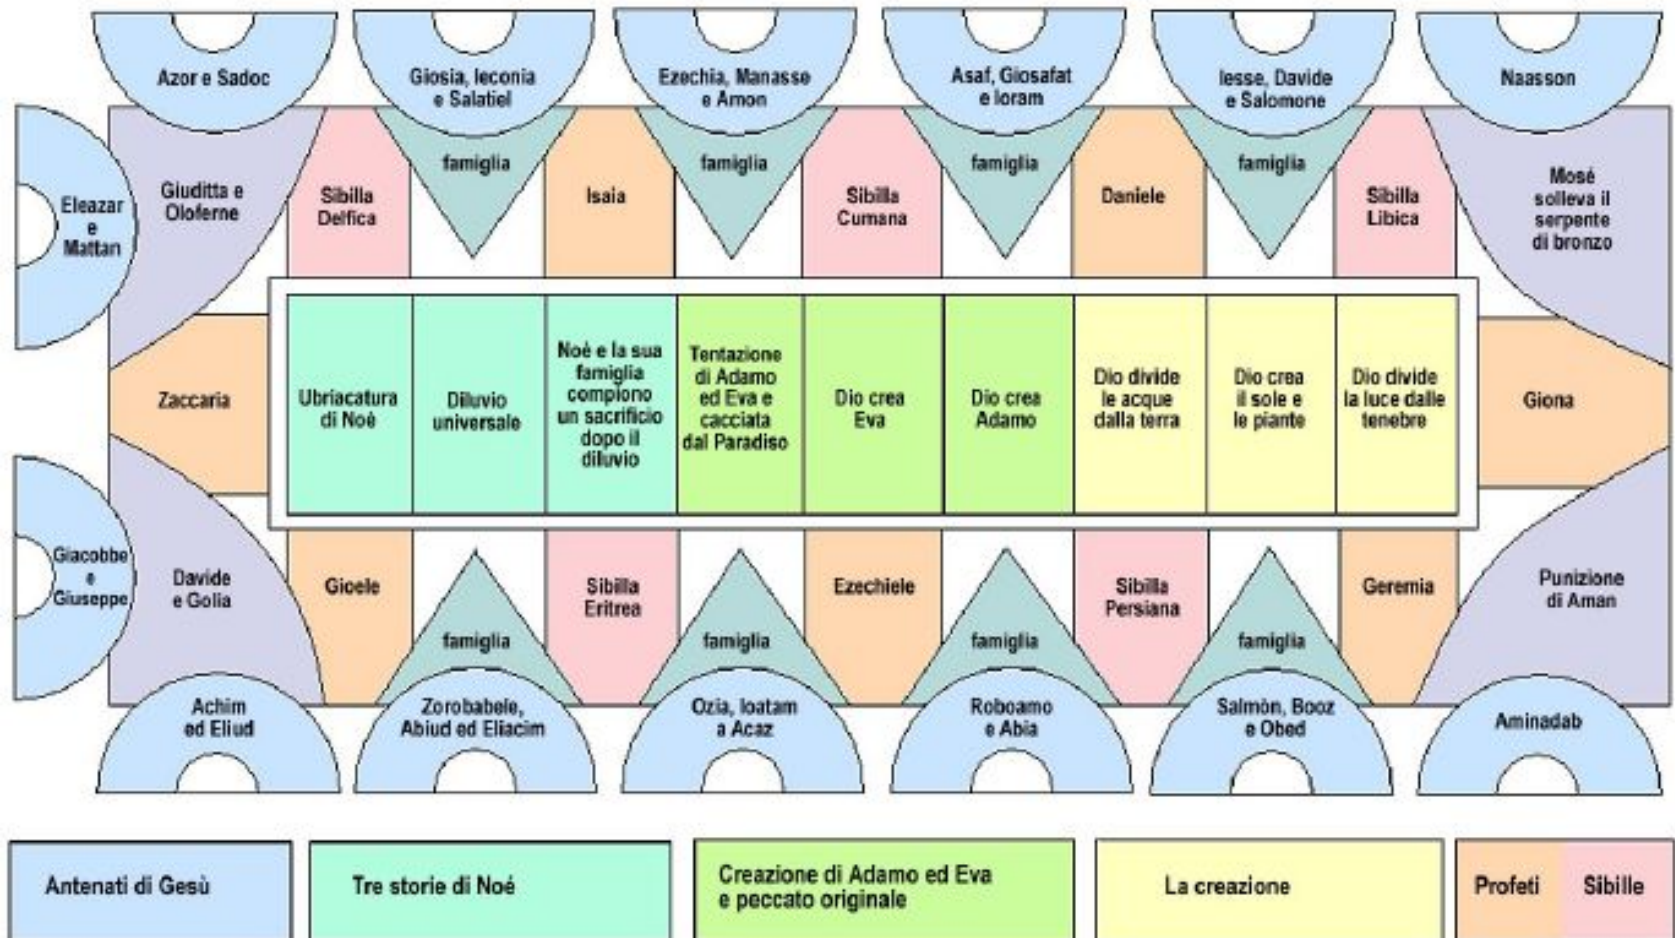 Azor e Sadoc
Giosia, Ieconia
e Salatiel
Ezechia, Manasse
e Amon
Asaf, Giosafat
e Ioram
Iesse, Davide
e Salomone
Naasson
Eleazar
e
Mattan
Giuditta e
Oloferne
Sibilla
Delfica
famiglia
Isaia
famiglia
Sibilla
Cumana
famiglia
Daniele
famiglia
Sibilla
Libica
Mosé
solleva il
serpente
di bronzo
Zaccaria
Ubriacatura
di Noè
Diluvio
universale
Noè e la sua
famiglia
compiono
un sacrificio
dopo il
diluvio
Tentazione
di Adamo
ed Eva e
cacciata
dal Paradiso
Dio crea
Eva
Dio crea
Adamo
Dio divide
le acque
dalla terra
Dio crea
il sole e
le piante
Dio divide
la luce dalle
tenebre
Giona
Giacobbe
e
Giuseppe
Davide
e Golia
Gioele
famiglia
Sibilla
Eritrea
famiglia
Ezechiele
famiglia
Sibilla
Persiana
famiglia
Geremia
Punizione
di Aman
Achim
ed Eliud
Zorobabele,
Abiud ed Eliacim
Ozia, Ioatam
a Acaz
Roboamo
e Abia
Salmòn, Booz
e Obed
Aminadab
Antenati di Gesù
Tre storie di Noé
Creazione di Adamo ed Eva
e peccato originale
La creazione
Profeti
Sibille